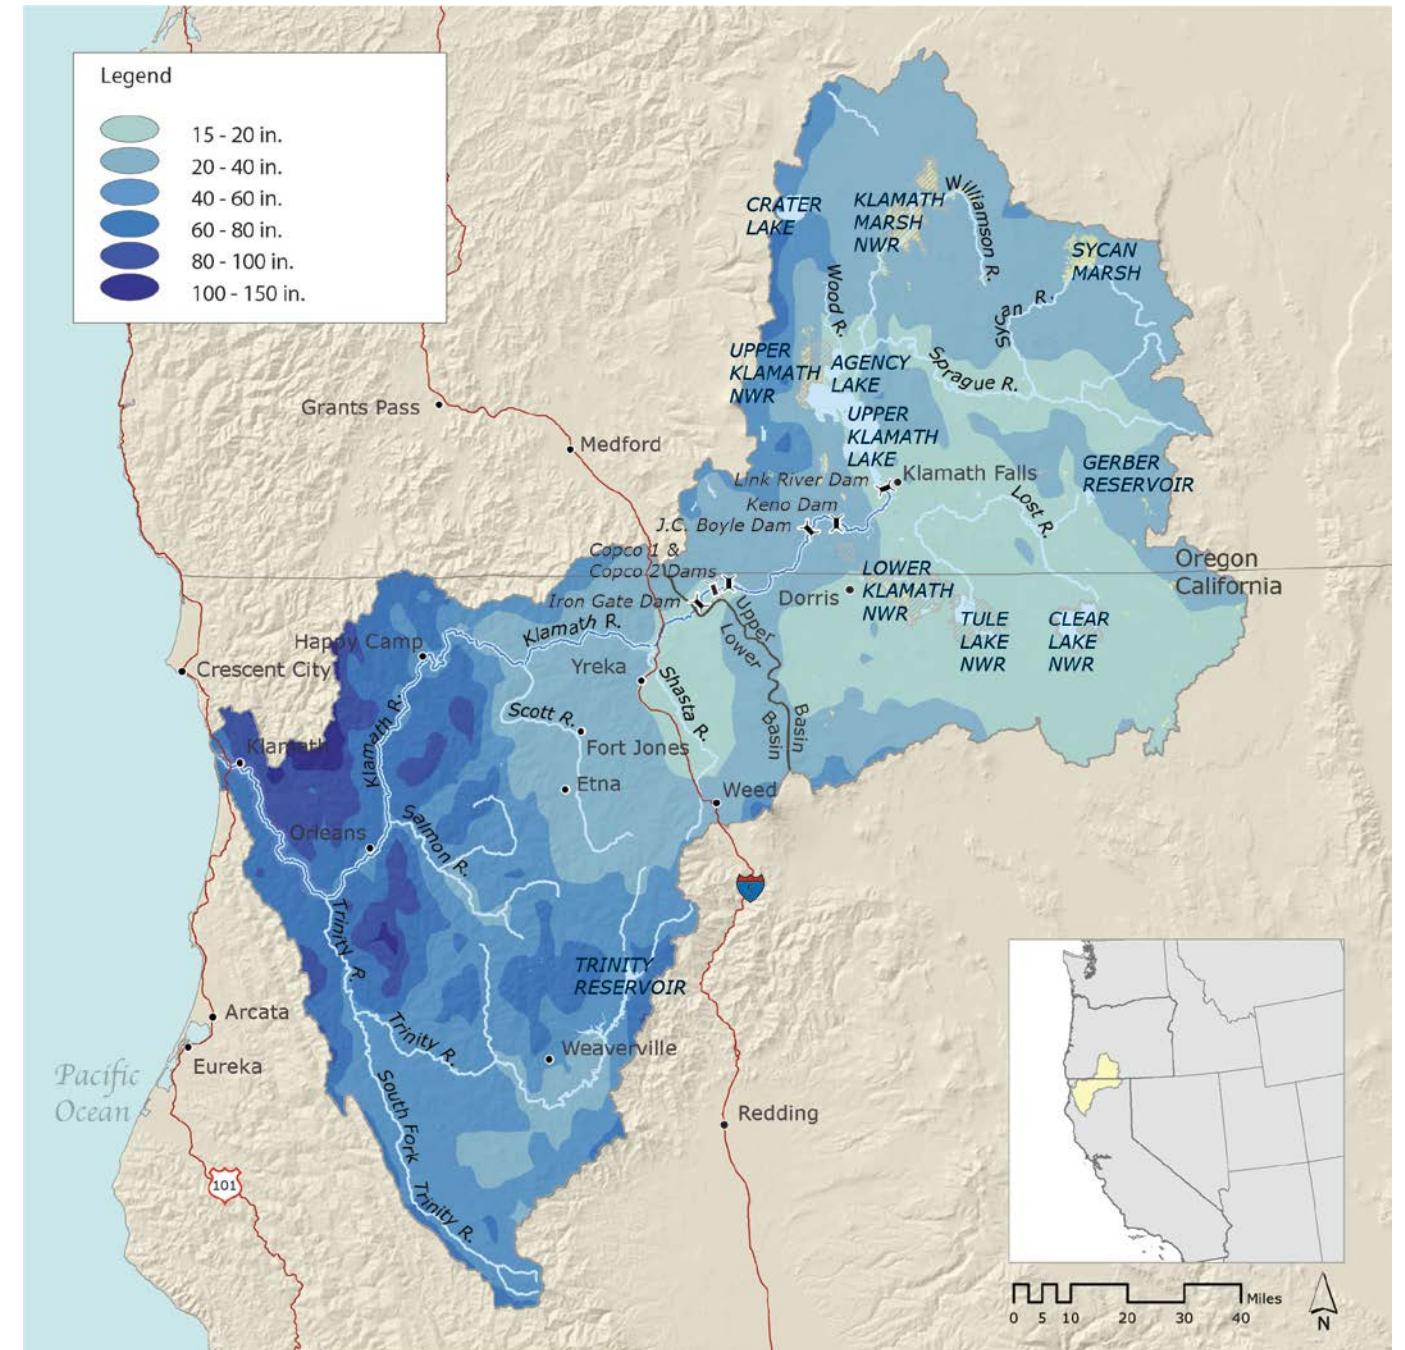 Legend
15 - 20 in.
20 - 40 in.
40 - 60 in.
60 - 80 in.
80 - 100 in.
100 - 150 in.
CRATER
LAKE
KLAMATH
MARSH
NWR
Williamson R.
SYCAN
MARSH
Wood R.
Sycan R.
UPPER
KLAMATH
NWR
AGENCY
LAKE
Sprague R.
Grants Pass
Medford
UPPER
KLAMATH
LAKE
Link River Dam
Klamath Falls
GERBER
RESERVOIR
Keno Dam
Lost R.
J.C. Boyle Dam
Copco 1 &
Copco 2 Dams
Oregon
California
Iron Gate Dam
Dorris
LOWER
KLAMATH
NWR
TULE
LAKE
NWR
CLEAR
LAKE
NWR
Upper
Basin
Lower
Basin
Klamath R.
Happy Camp
Crescent City
Yreka
Shasta R.
Klamath R.
Scott R.
Fort Jones
Klamath
Etna
Weed
Orleans
Salmon R.
5
Trinity R.
TRINITY
RESERVOIR
Arcata
Trinity R.
Weaverville
Eureka
Pacific
Ocean
South Fork
Trinity R.
Redding
101
0 5 10 20 30 40 Miles
N